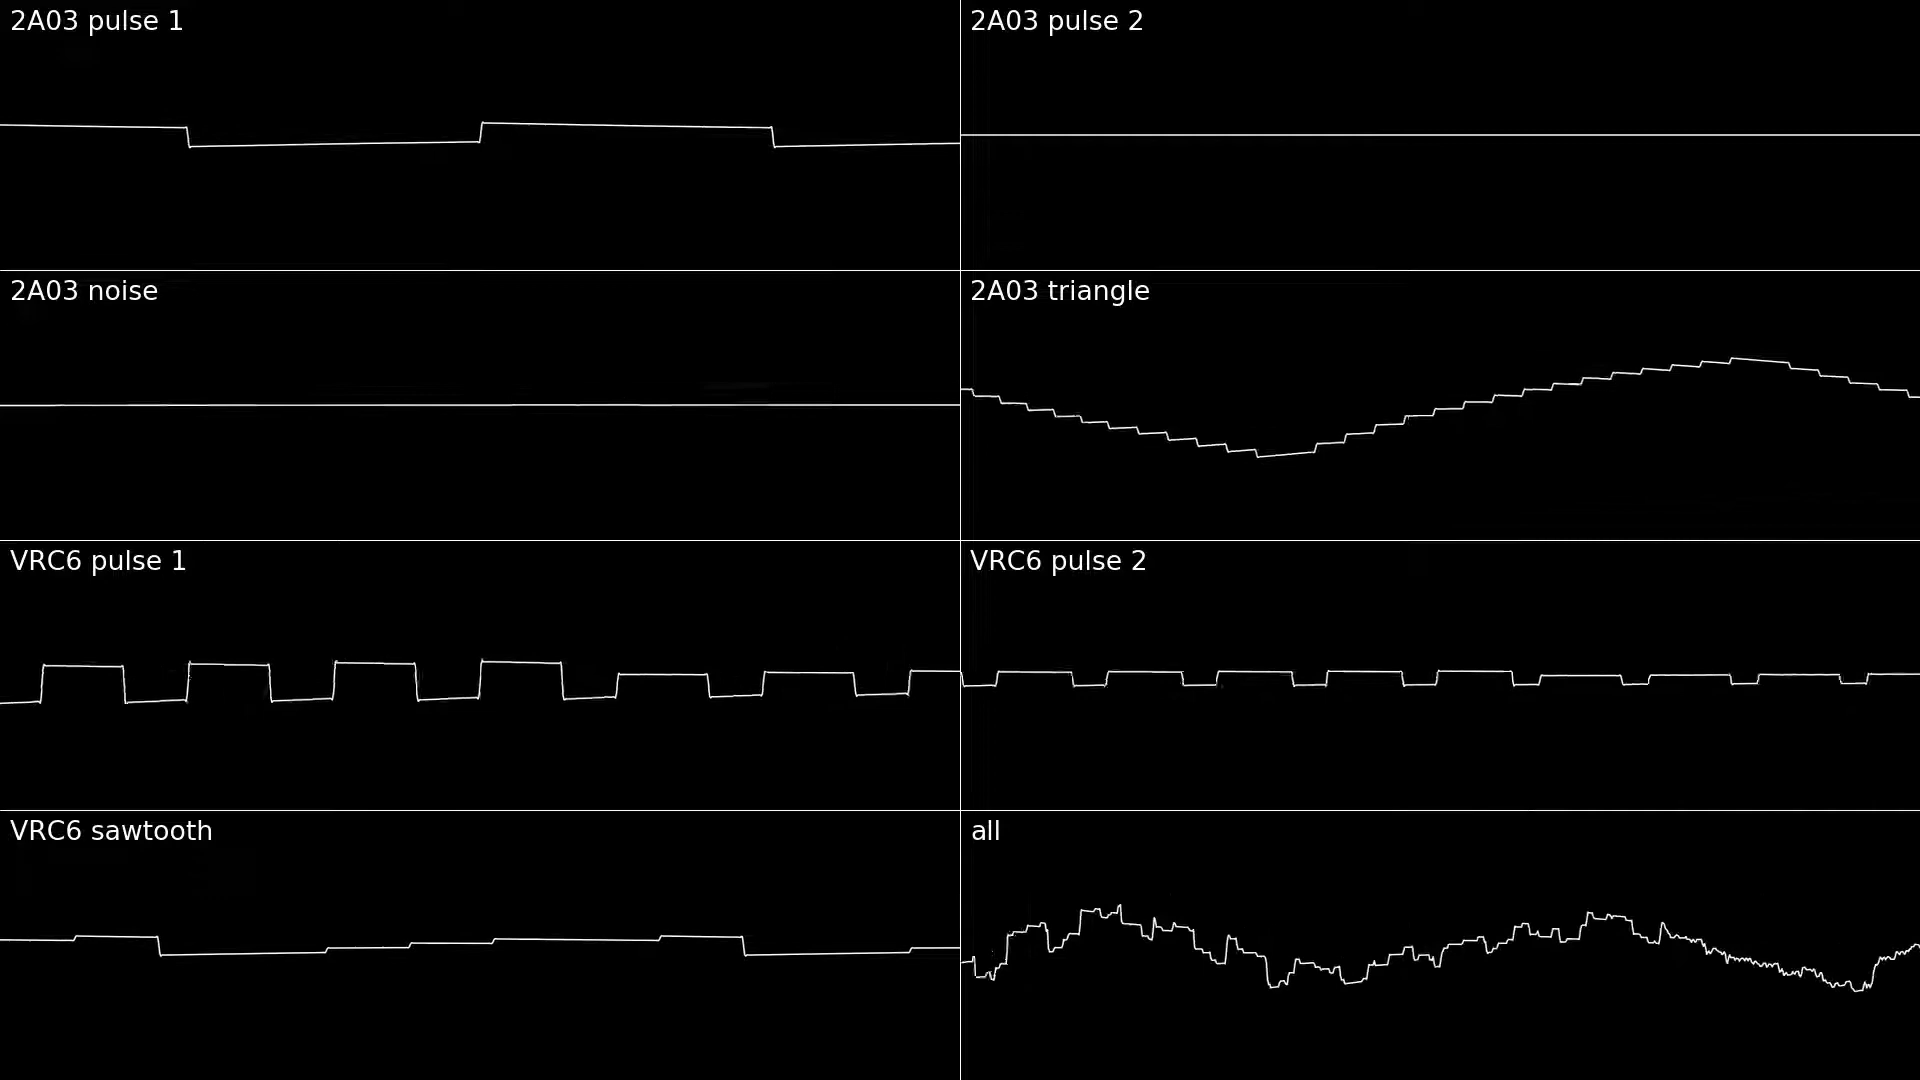 2A03 pulse 1
2A03 pulse 2
2A03 noise
2A03 triangle
VRC6 pulse 1
VRC6 pulse 2
VRC6 sawtooth
all